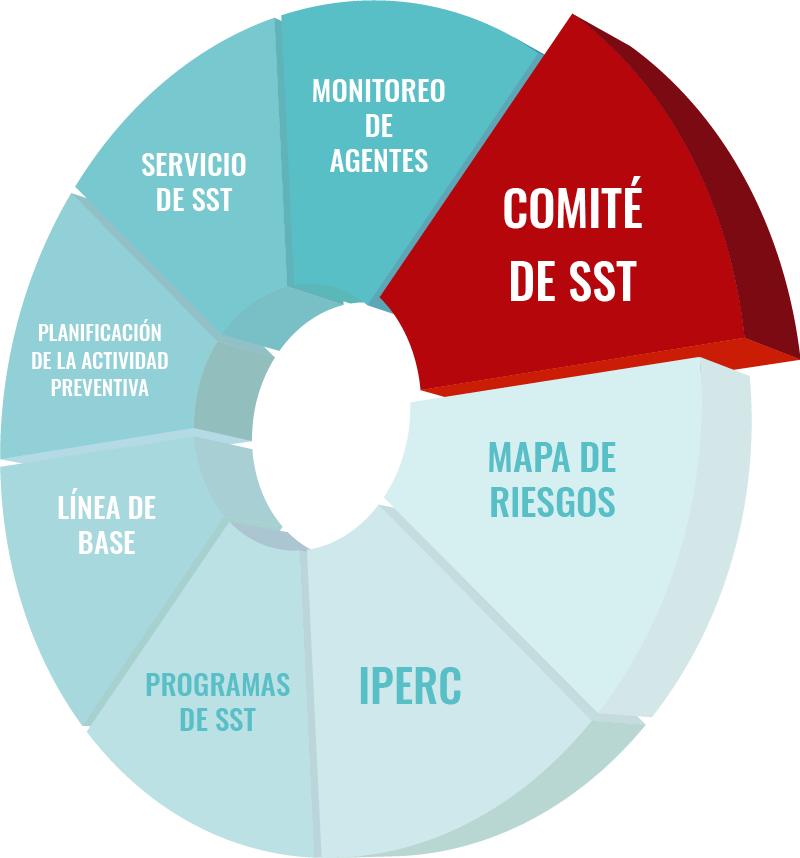 MONITOREO
DE
AGENTES
COMITÉ
DE SST
MAPA DE
RIESGOS
IPERC
PROGRAMAS
DE SST
LÍNEA DE
BASE
PLANIFICACIÓN
DE LA ACTIVIDAD
PREVENTIVA
SERVICIO
DE SST